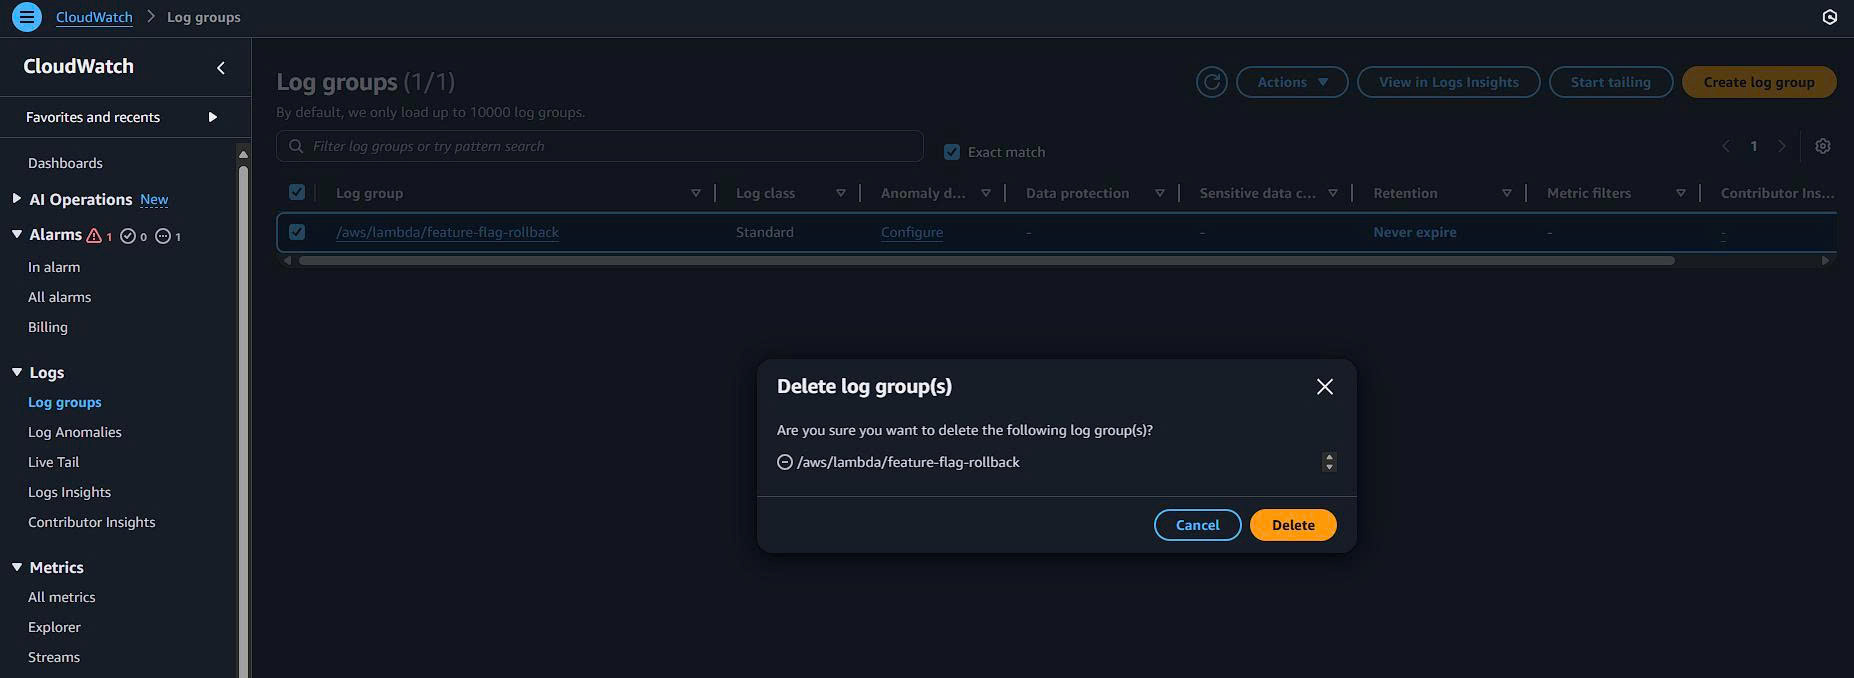 CloudWatch > Log groups
CloudWatch
Favorites and recents
Dashboards
AI Operations New
Alarms 1 0 1
In alarm
All alarms
Billing
Logs
Log groups
Log Anomalies
Live Tail
Logs Insights
Contributor Insights
Metrics
All metrics
Explorer
Streams
Log groups (1/1)
Actions
View in Logs Insights
Start tailing
Create log group
By default, we only load up to 10000 log groups.
Filter log groups or try pattern search
Exact match
1
Log group
Log class
Anomaly d...
Data protection
Sensitive data c...
Retention
Metric filters
Contributor Ins...
/aws/lambda/feature-flag-rollback
Standard
Configure
-
-
Never expire
-
-
Delete log group(s)
Are you sure you want to delete the following log group(s)?
/aws/lambda/feature-flag-rollback
Cancel
Delete